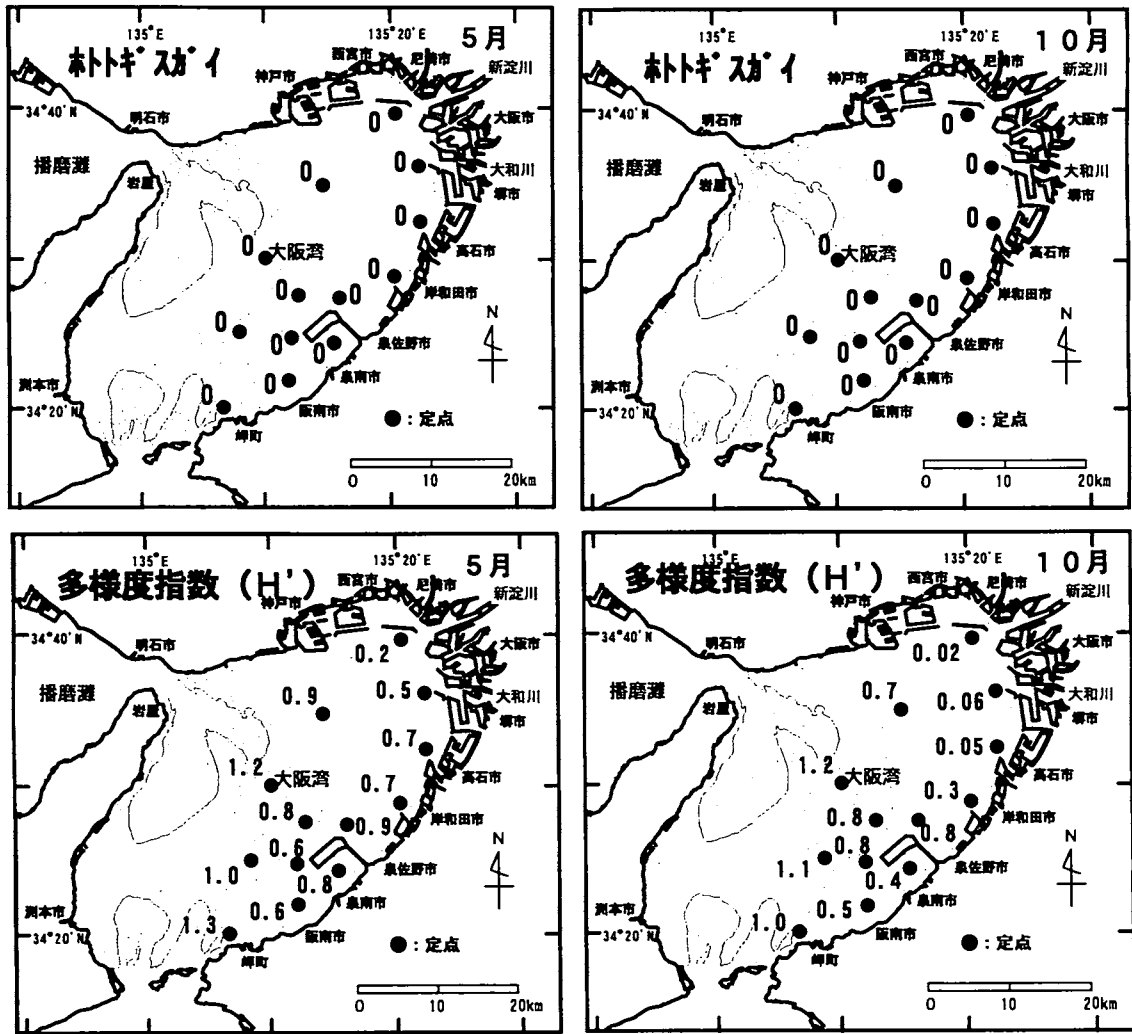 135°E
135°20'E
5月
ホトトギスガイ
西宮市
尼崎市
新淀川
神戸市
34°40'N
明石市
0
大阪市
播磨灘
岩屋
0
0
大和川
堺市
0
高石市
0
大阪湾
0
岸和田市
0
0
N
0
0
0
泉佐野市
洲本市
0
泉南市
34°20'N
0
阪南市
岬町
●:定点
0
10
20km
135°E
135°20'E
10月
ホトトギスガイ
西宮市
尼崎市
新淀川
神戸市
34°40'N
明石市
0
大阪市
播磨灘
岩屋
0
0
大和川
堺市
0
高石市
0
大阪湾
0
岸和田市
0
0
N
0
0
0
泉佐野市
洲本市
0
泉南市
34°20'N
0
阪南市
岬町
●:定点
0
10
20km
135°E
135°20'E
5月
多様度指数(H')
西宮市
尼崎市
新淀川
神戸市
34°40'N
明石市
0.2
大阪市
播磨灘
岩屋
0.9
0.5
大和川
堺市
0.7
高石市
1.2
大阪湾
0.7
岸和田市
0.8
0.9
N
1.0
0.6
0.8
泉佐野市
洲本市
0.6
泉南市
34°20'N
1.3
阪南市
岬町
●:定点
0
10
20km
135°E
135°20'E
10月
多様度指数(H')
西宮市
尼崎市
新淀川
神戸市
34°40'N
明石市
0.02
大阪市
播磨灘
岩屋
0.7
0.06
大和川
堺市
0.05
高石市
1.2
大阪湾
0.3
岸和田市
0.8
0.8
N
1.1
0.8
0.4
泉佐野市
洲本市
0.5
泉南市
34°20'N
1.0
阪南市
岬町
●:定点
0
10
20km